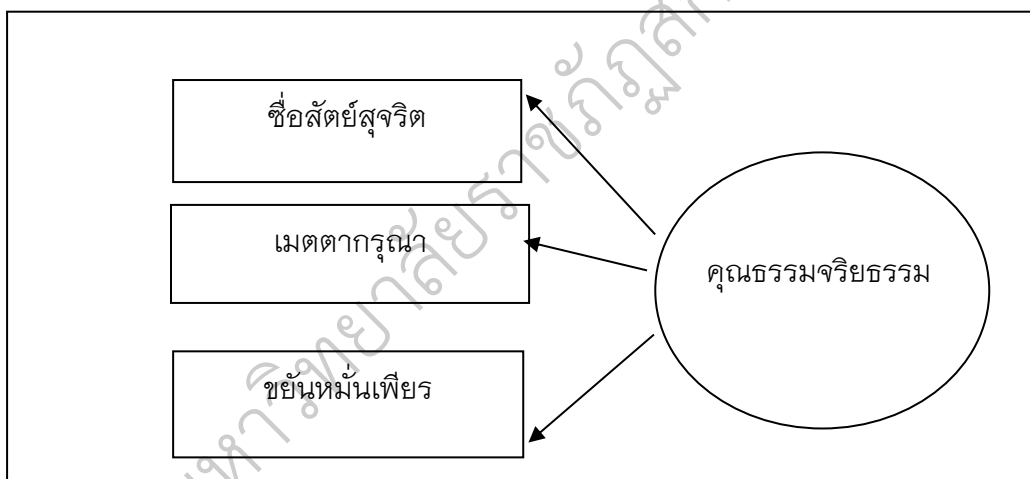 ซื่อสัตย์สุจริต
เมตตากรุณา
คุณธรรมจริยธรรม
ขยันหมั่นเพียร